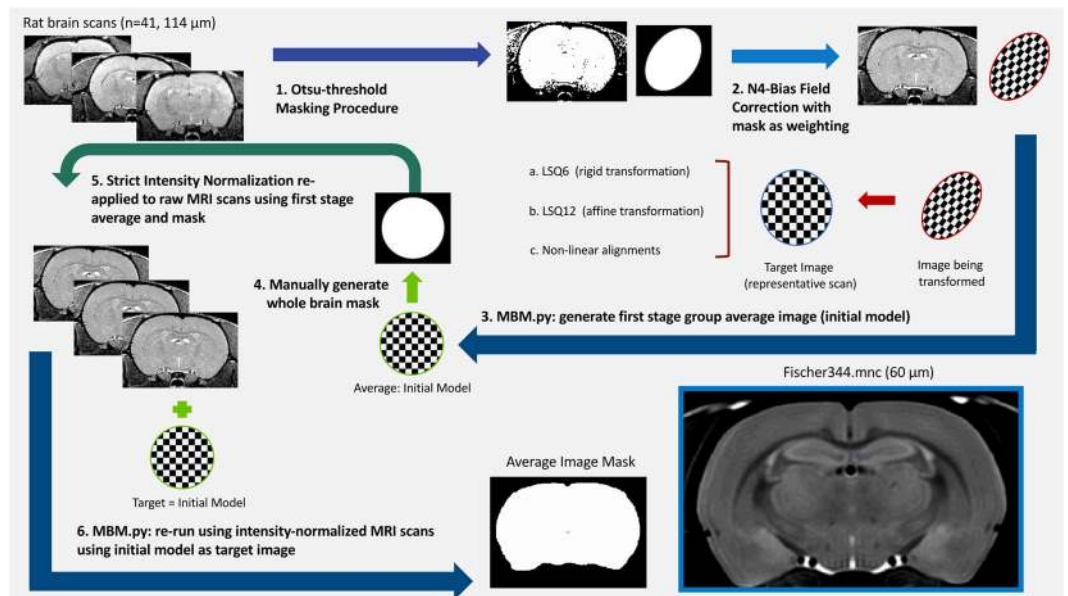 Rat brain scans (n=41, 114 µm)
1. Otsu-threshold
Masking Procedure
2. N4-Bias Field
Correction with
mask as weighting
5. Strict Intensity Normalization re-
applied to raw MRI scans using first stage
average and mask
a. LSQ6 (rigid transformation)
b. LSQ12 (affine transformation)
c. Non-linear alignments
Target Image
(representative scan)
Image being
transformed
4. Manually generate
whole brain mask
3. MBM.py: generate first stage group average image (initial model)
Average: Initial Model
Fischer344.mnc (60 µm)
Target = Initial Model
Average Image Mask
6. MBM.py: re-run using intensity-normalized MRI scans
using initial model as target image